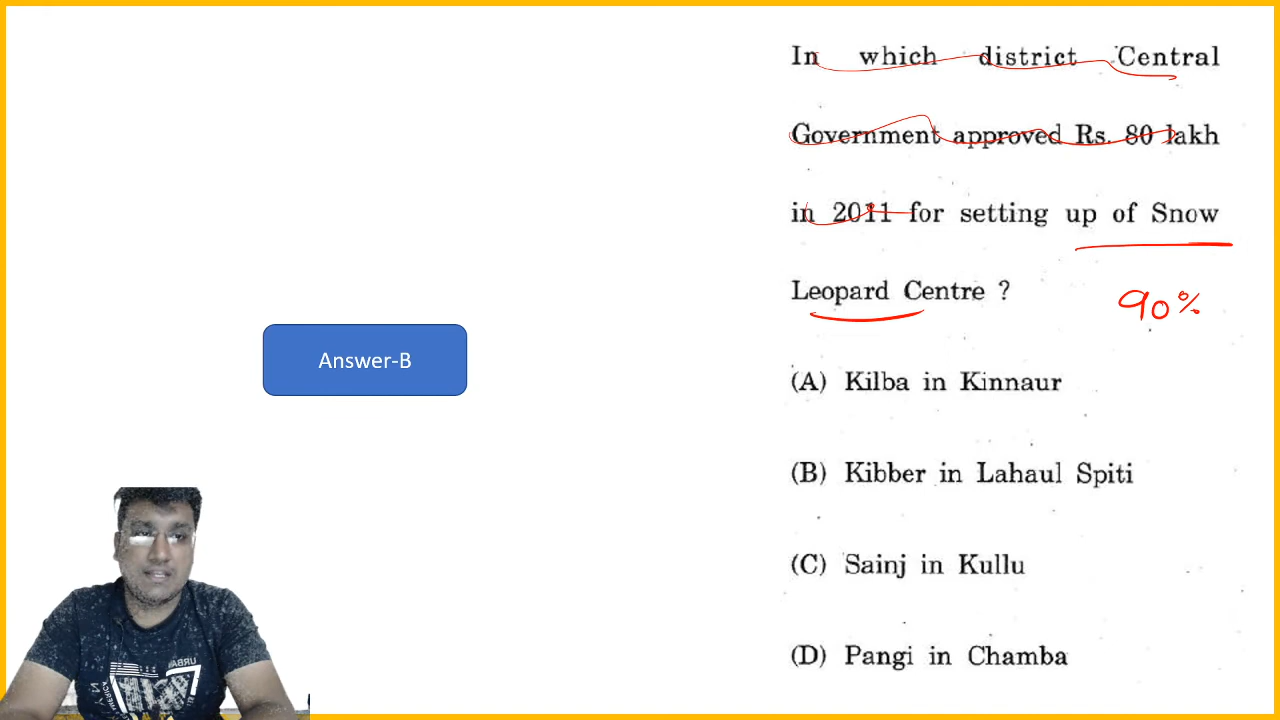 In which district Central
Government approved Rs. 80 lakh
in 2011 for setting up of Snow
Leopard Centre ?
90%
(A) Kilba in Kinnaur
(B) Kibber in Lahaul Spiti
(C) Sainj in Kullu
(D) Pangi in Chamba
Answer-B
URBAN